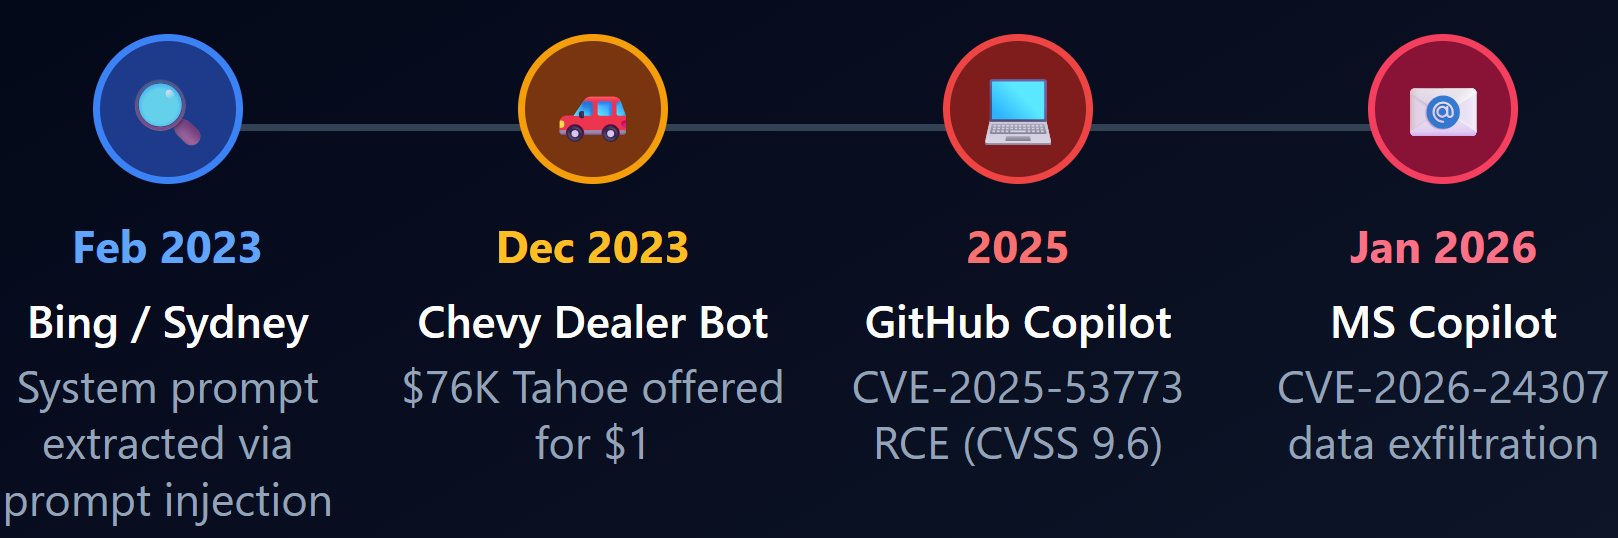 Feb 2023
Bing / Sydney
System prompt
extracted via
prompt injection
Dec 2023
Chevy Dealer Bot
$76K Tahoe offered
for $1
2025
GitHub Copilot
CVE-2025-53773
RCE (CVSS 9.6)
Jan 2026
MS Copilot
CVE-2026-24307
data exfiltration